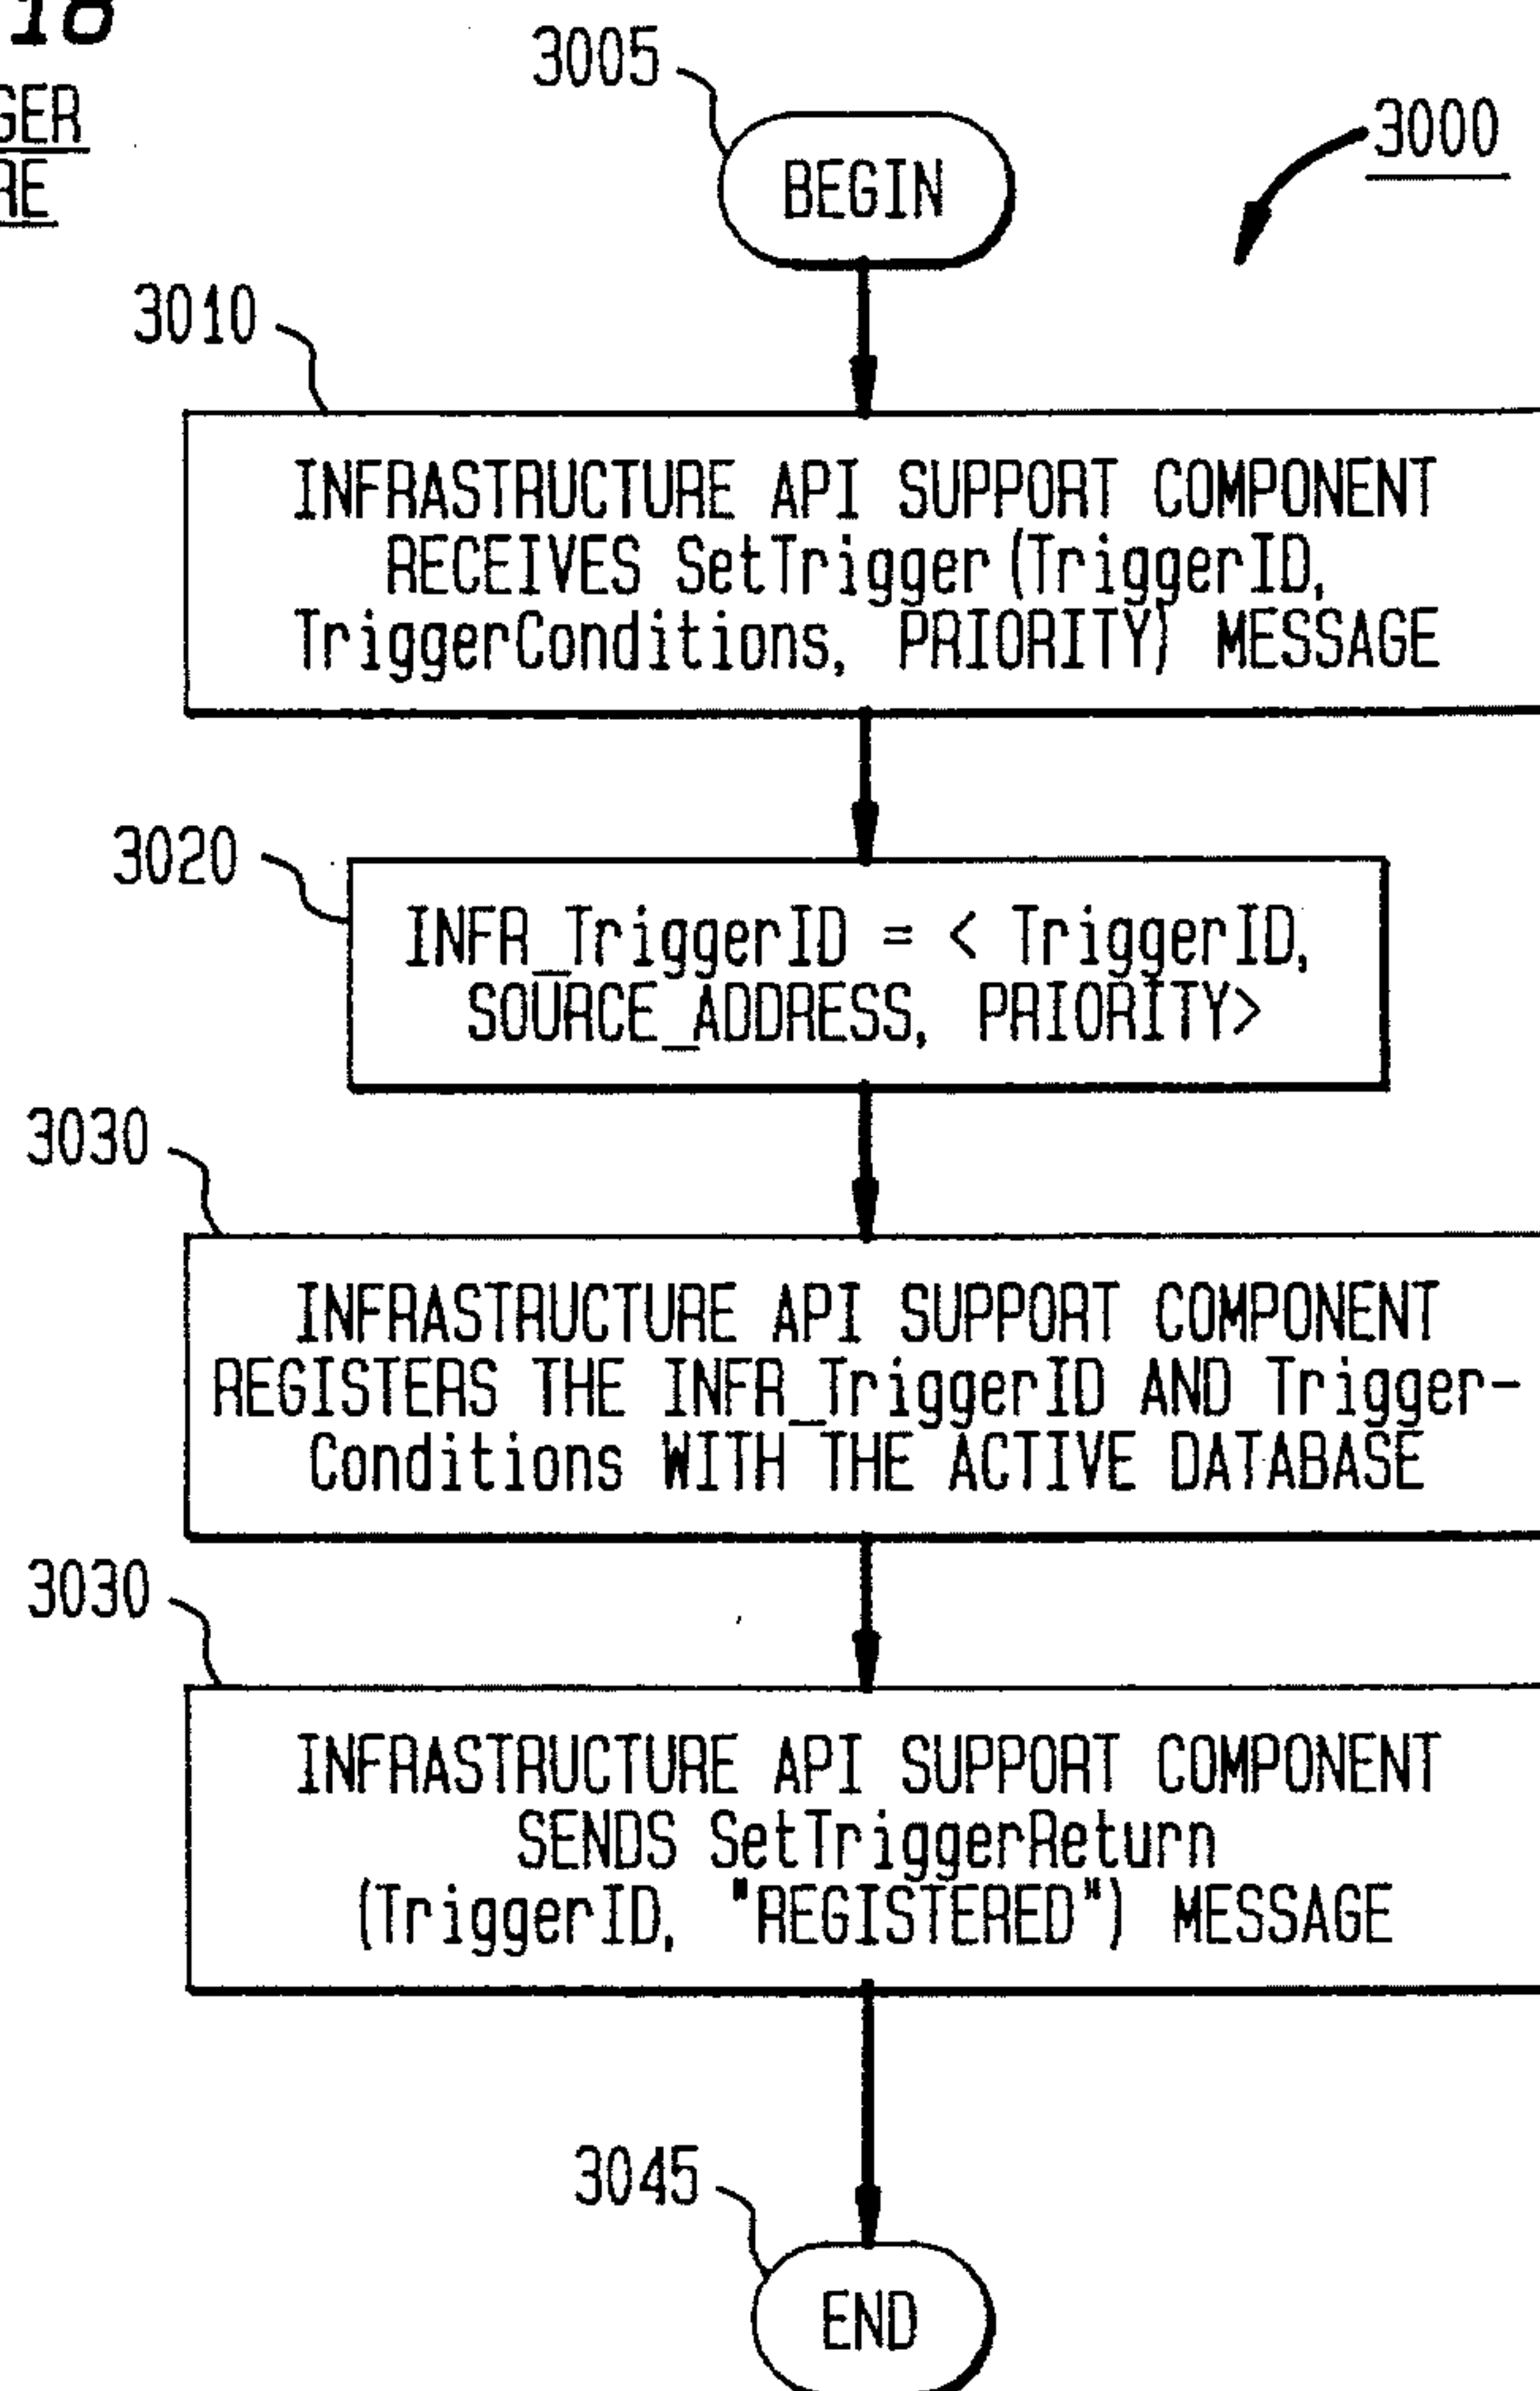 18
3005
3000
BEGIN
3010
INFRASTRUCTURE API SUPPORT COMPONENT
RECEIVES SetTrigger (TriggerID,
TriggerConditions, PRIORITY) MESSAGE
3020
INFR_TriggerID = < TriggerID,
SOURCE_ADDRESS, PRIORITY>
3030
INFRASTRUCTURE API SUPPORT COMPONENT
REGISTERS THE INFR_TriggerID AND Trigger-
Conditions WITH THE ACTIVE DATABASE
3030
INFRASTRUCTURE API SUPPORT COMPONENT
SENDS SetTriggerReturn
(TriggerID, "REGISTERED") MESSAGE
3045
END